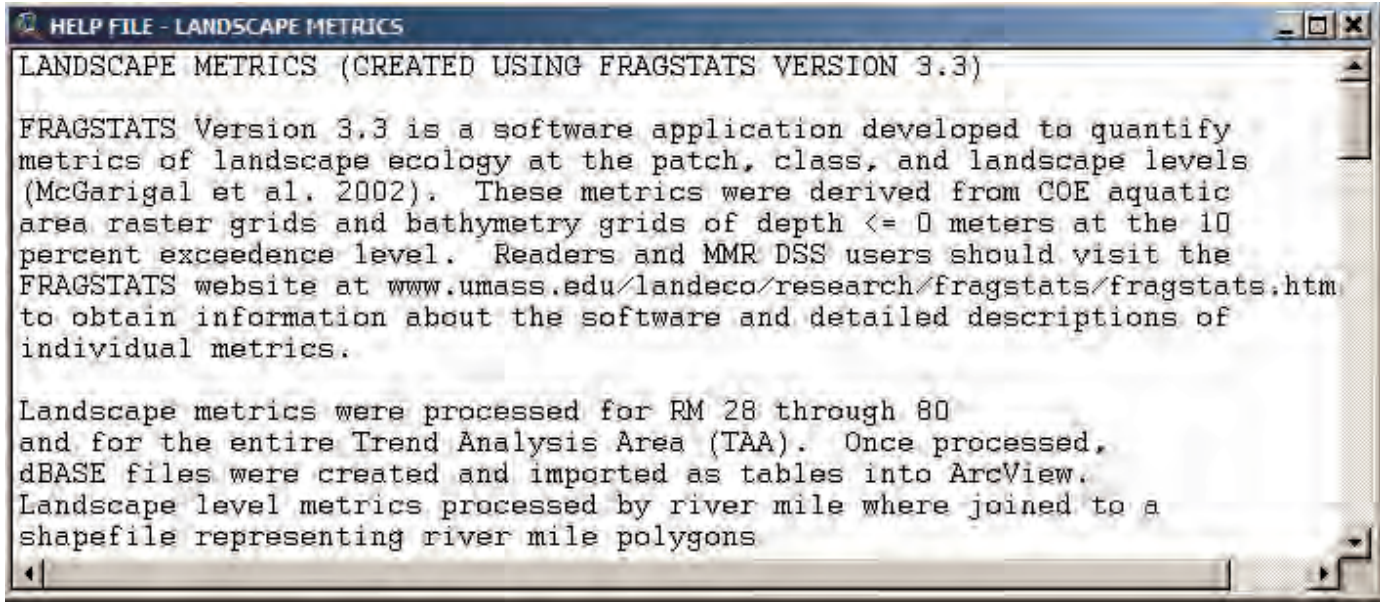 HELP FILE - LANDSCAPE METRICS
LANDSCAPE METRICS (CREATED USING FRAGSTATS VERSION 3.3)
FRAGSTATS Version 3.3 is a software application developed to quantify
metrics of landscape ecology at the patch, class, and landscape levels
(McGarigal et al. 2002).  These metrics were derived from COE aquatic
area raster grids and bathymetry grids of depth <= 0 meters at the 10
percent exceedence level.  Readers and MMR DSS users should visit the
FRAGSTATS website at www.umass.edu/landeco/research/fragstats/fragstats.htm
to obtain information about the software and detailed descriptions of
individual metrics.
Landscape metrics were processed for RM 28 through 80
and for the entire Trend Analysis Area (TAA).  Once processed,
dBASE files were created and imported as tables into ArcView.
Landscape level metrics processed by river mile where joined to a
shapefile representing river mile polygons